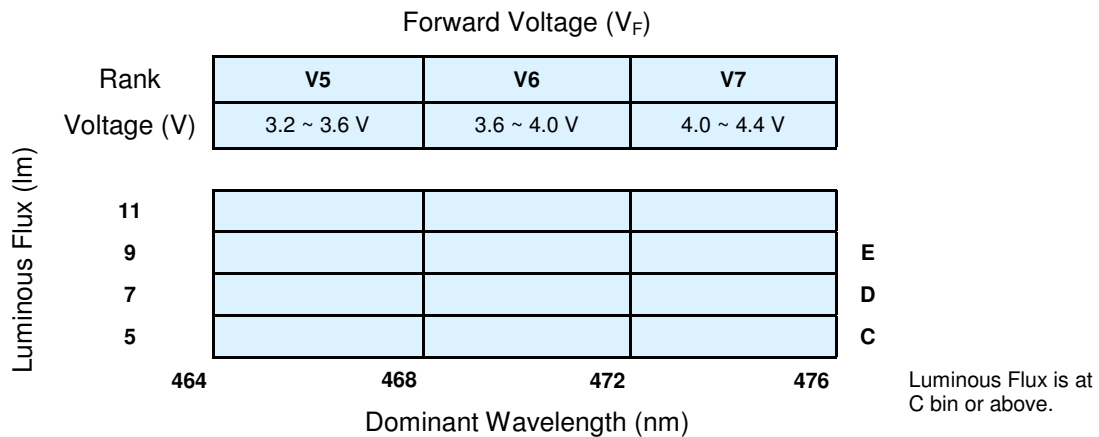 Forward Voltage (VF)
Rank V5 V6 V7
Voltage (V) 3.2 ~ 3.6 V 3.6 ~ 4.0 V 4.0 ~ 4.4 V
Luminous Flux (lm)
11
9 E
7 D
5 C
464 468 472 476
Dominant Wavelength (nm)
Luminous Flux is at
C bin or above.